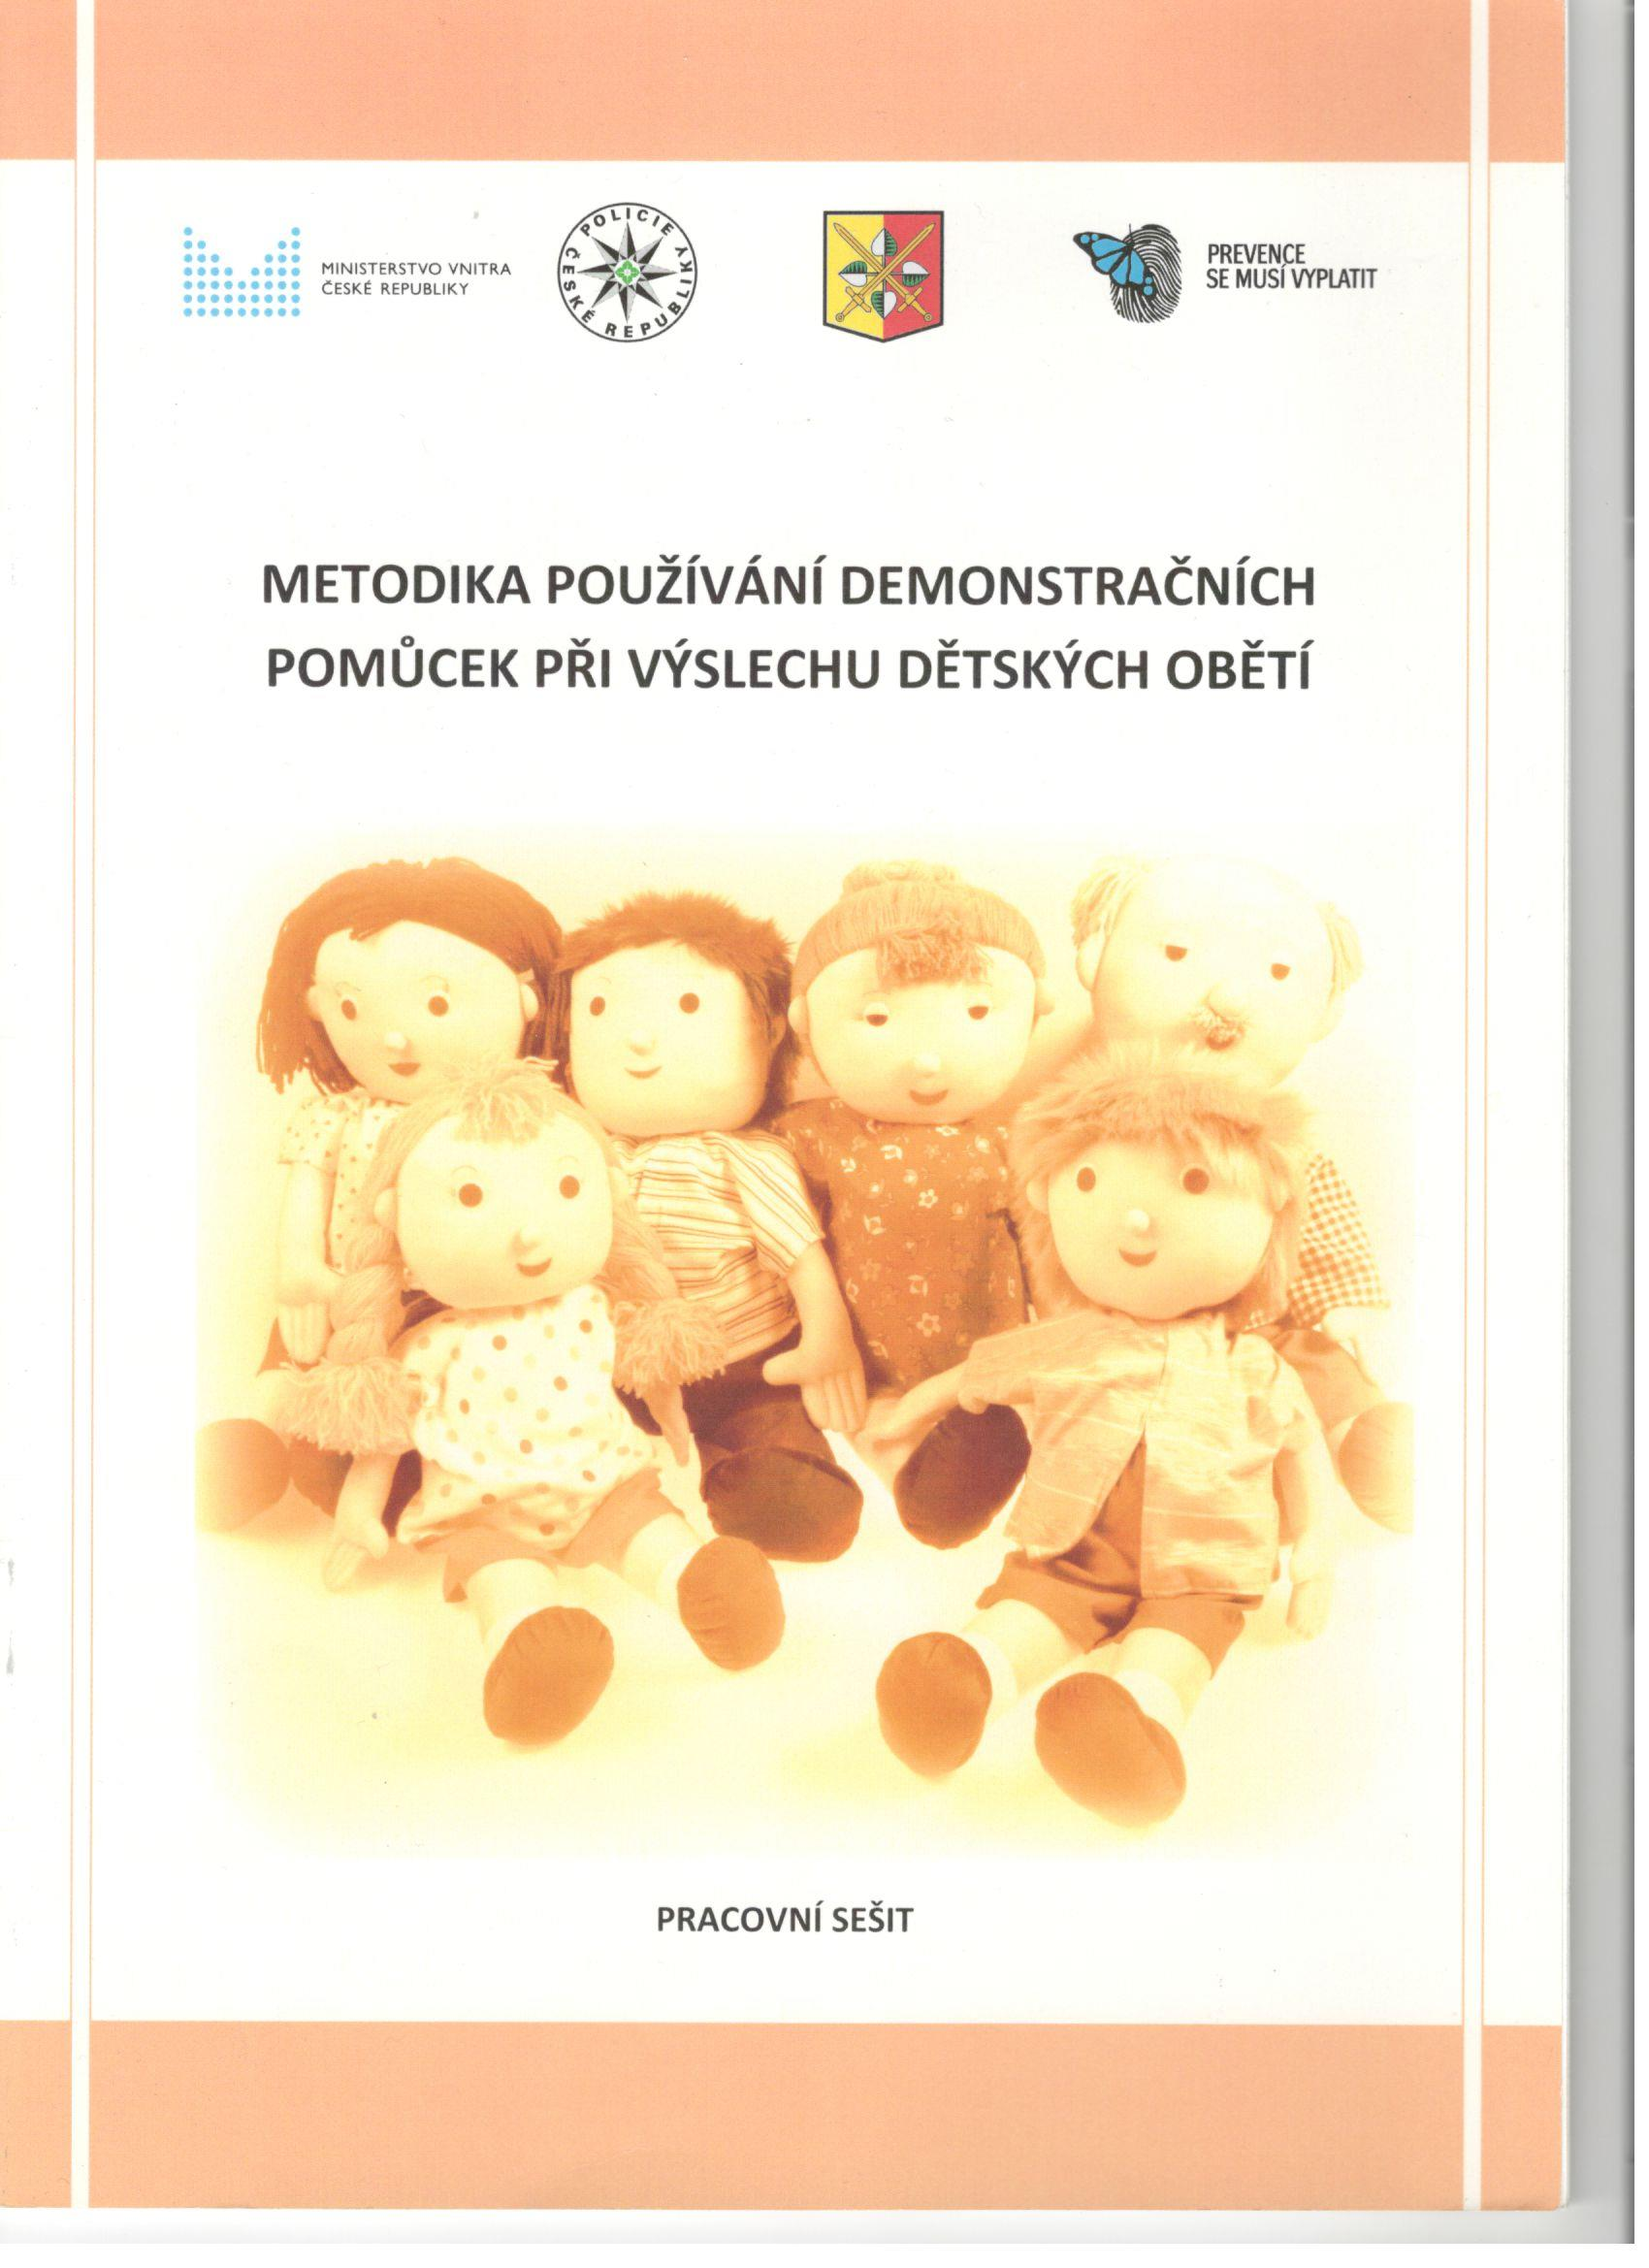 MINISTERSTVO VNITRA
ČESKÉ REPUBLIKY
POLICIE ČESKÉ REPUBLIKY
PREVENCE
SE MUSÍ VYPLATIT
METODIKA POUŽÍVÁNÍ DEMONSTRAČNÍCH
POMŮCEK PŘI VÝSLECHU DĚTSKÝCH OBĚTÍ
PRACOVNÍ SEŠIT